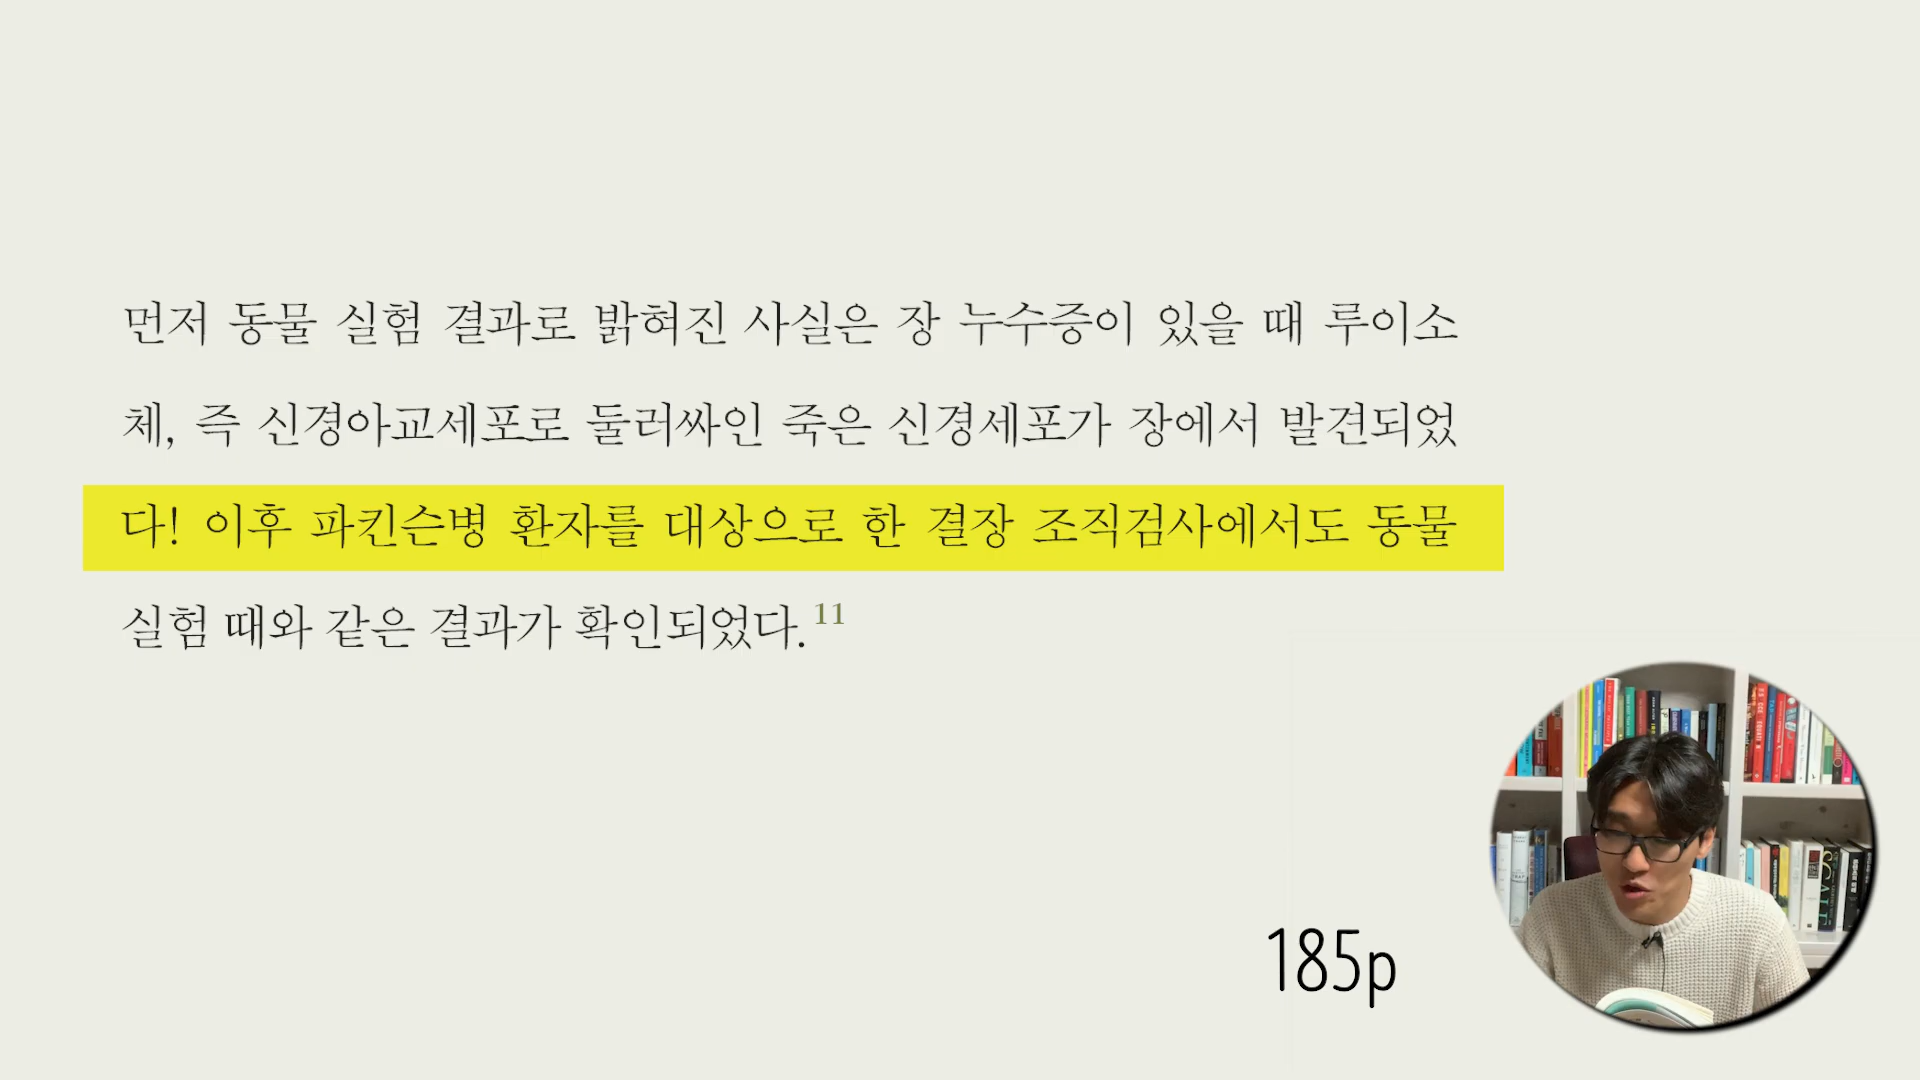 먼저 동물 실험 결과로 밝혀진 사실은 장 누수증이 있을 때 루이소
체, 즉 신경아교세포로 둘러싸인 죽은 신경세포가 장에서 발견되었
다! 이후 파킨슨병 환자를 대상으로 한 결장 조직검사에서도 동물
실험 때와 같은 결과가 확인되었다.11
185p